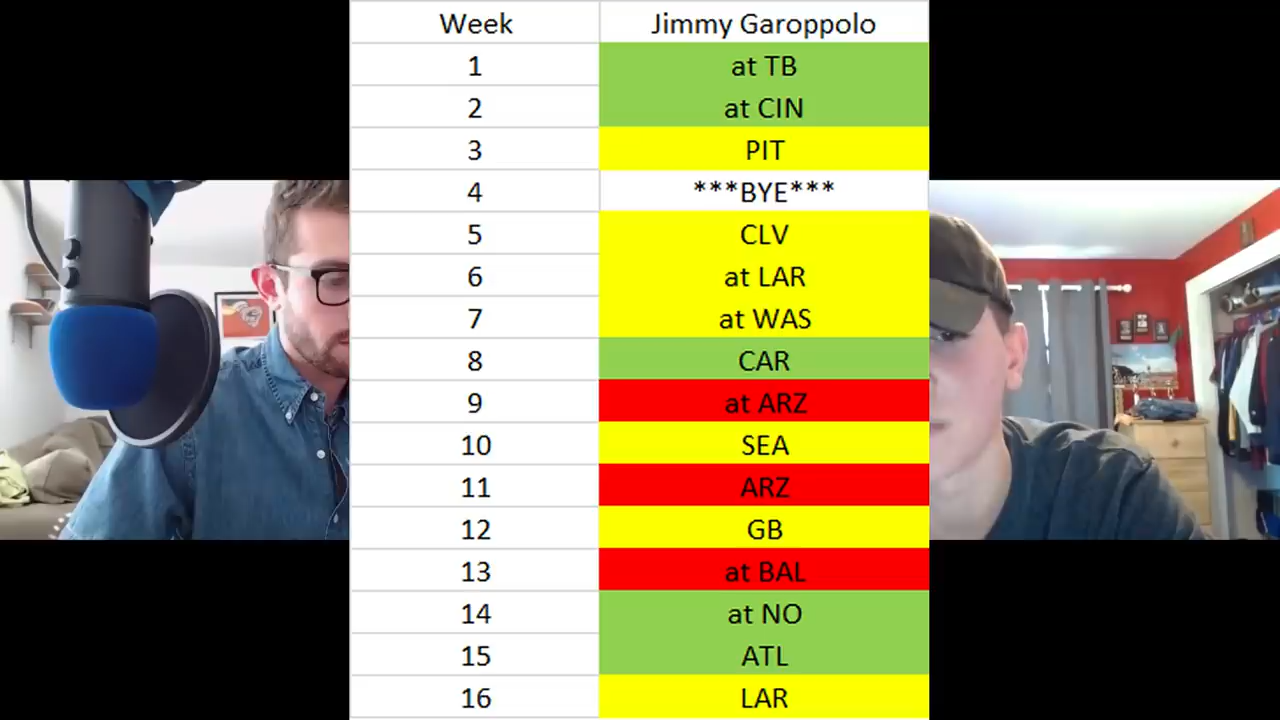 Week Jimmy Garoppolo
1 at TB
2 at CIN
3 PIT
4 ***BYE***
5 CLV
6 at LAR
7 at WAS
8 CAR
9 at ARZ
10 SEA
11 ARZ
12 GB
13 at BAL
14 at NO
15 ATL
16 LAR